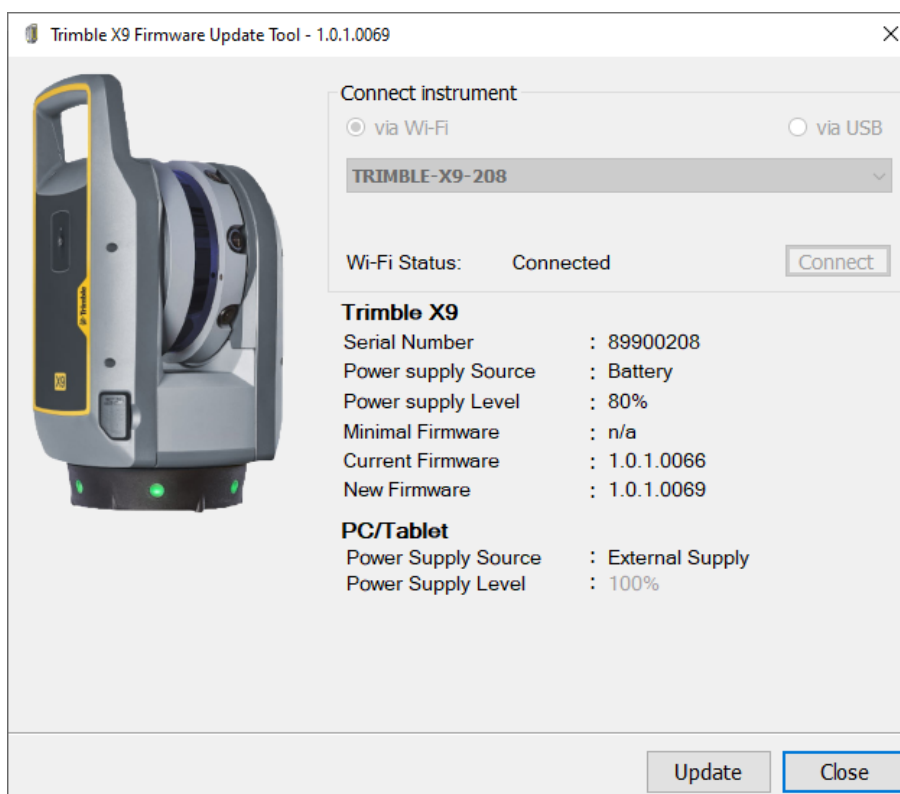 Trimble X9 Firmware Update Tool - 1.0.1.0069
Connect instrument
via Wi-Fi
via USB
TRIMBLE-X9-208
Wi-Fi Status: Connected
Connect
Trimble X9
Serial Number : 89900208
Power supply Source : Battery
Power supply Level : 80%
Minimal Firmware : n/a
Current Firmware : 1.0.1.0066
New Firmware : 1.0.1.0069
PC/Tablet
Power Supply Source : External Supply
Power Supply Level : 100%
Trimble
X9
Update
Close